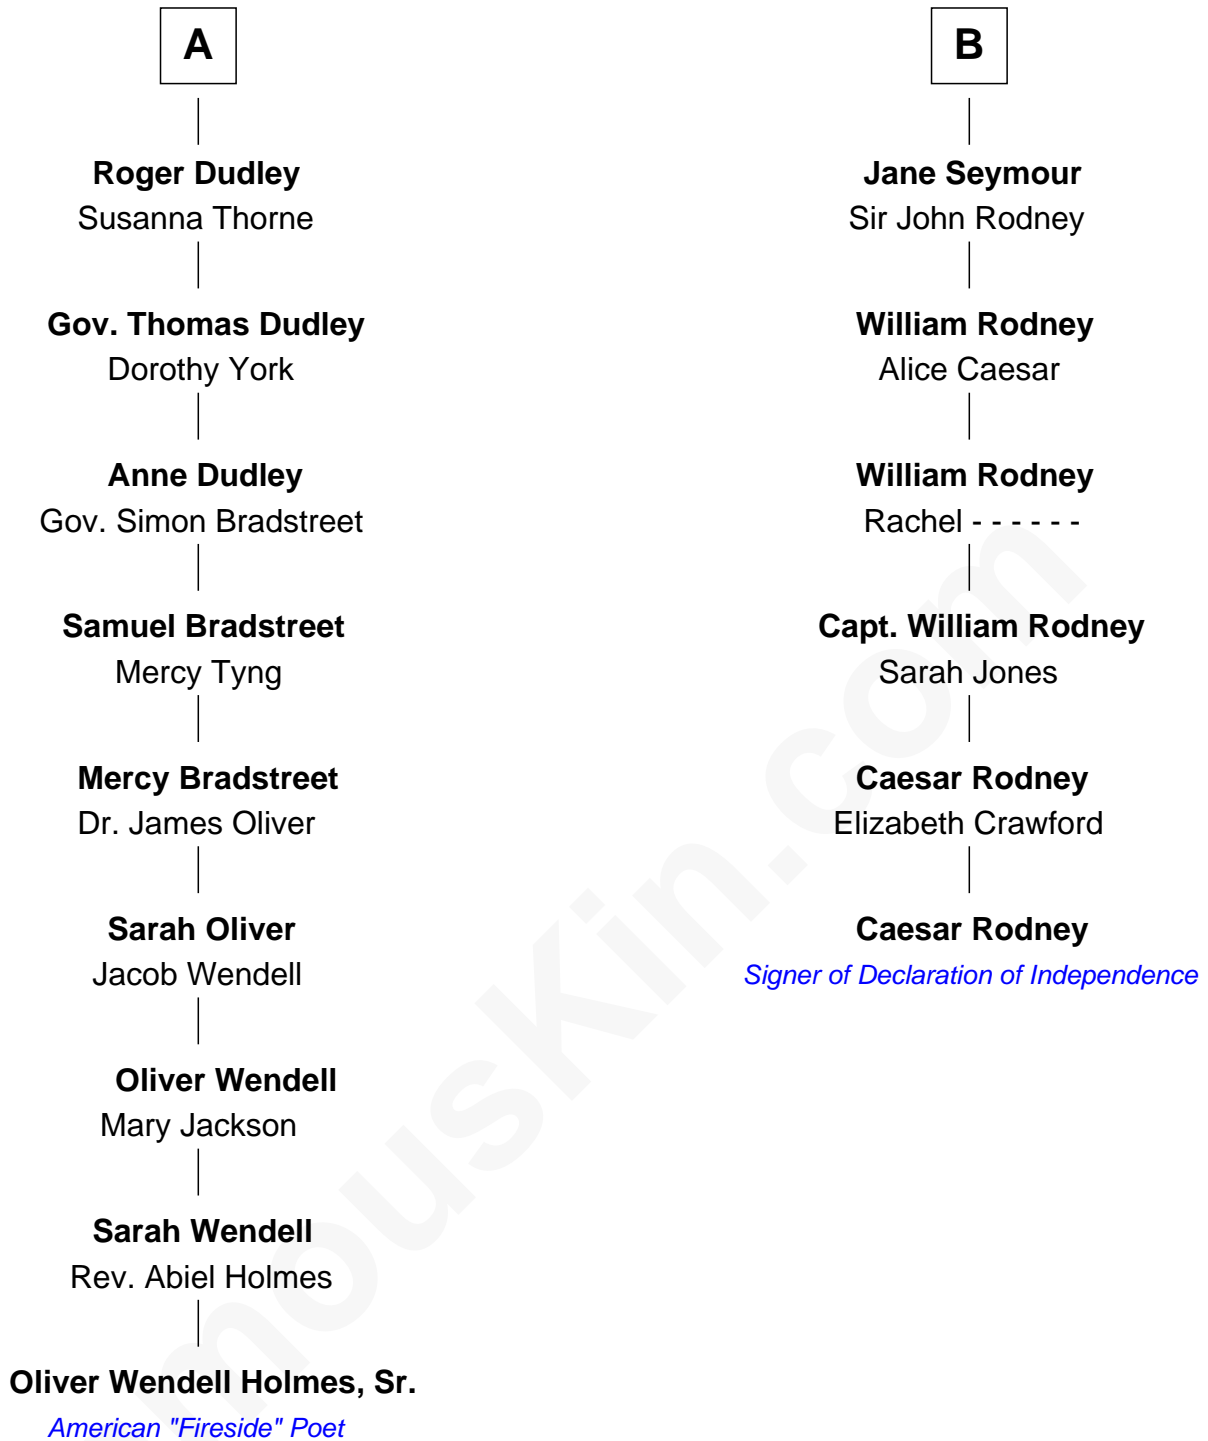 A
Roger Dudley
Susanna Thorne
Gov. Thomas Dudley
Dorothy York
Anne Dudley
Gov. Simon Bradstreet
Samuel Bradstreet
Mercy Tyng
Mercy Bradstreet
Dr. James Oliver
Sarah Oliver
Jacob Wendell
Oliver Wendell
Mary Jackson
Sarah Wendell
Rev. Abiel Holmes
Oliver Wendell Holmes, Sr.
American "Fireside" Poet
B
Jane Seymour
Sir John Rodney
William Rodney
Alice Caesar
William Rodney
Rachel - - - - - -
Capt. William Rodney
Sarah Jones
Caesar Rodney
Elizabeth Crawford
Caesar Rodney
Signer of Declaration of Independence
mouskin.com